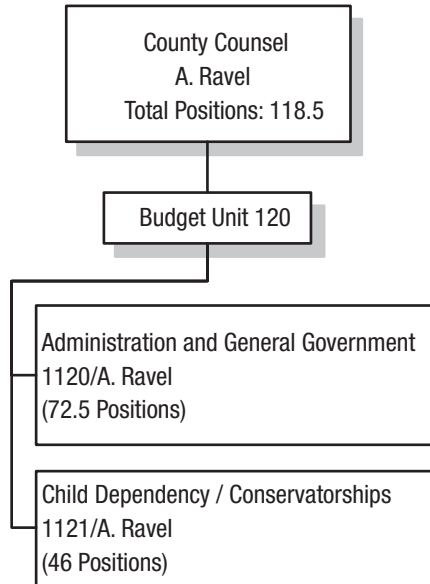 County Counsel
A. Ravel
Total Positions: 118.5
Budget Unit 120
Administration and General Government
1120/A. Ravel
(72.5 Positions)
Child Dependency / Conservatorships
1121/A. Ravel
(46 Positions)